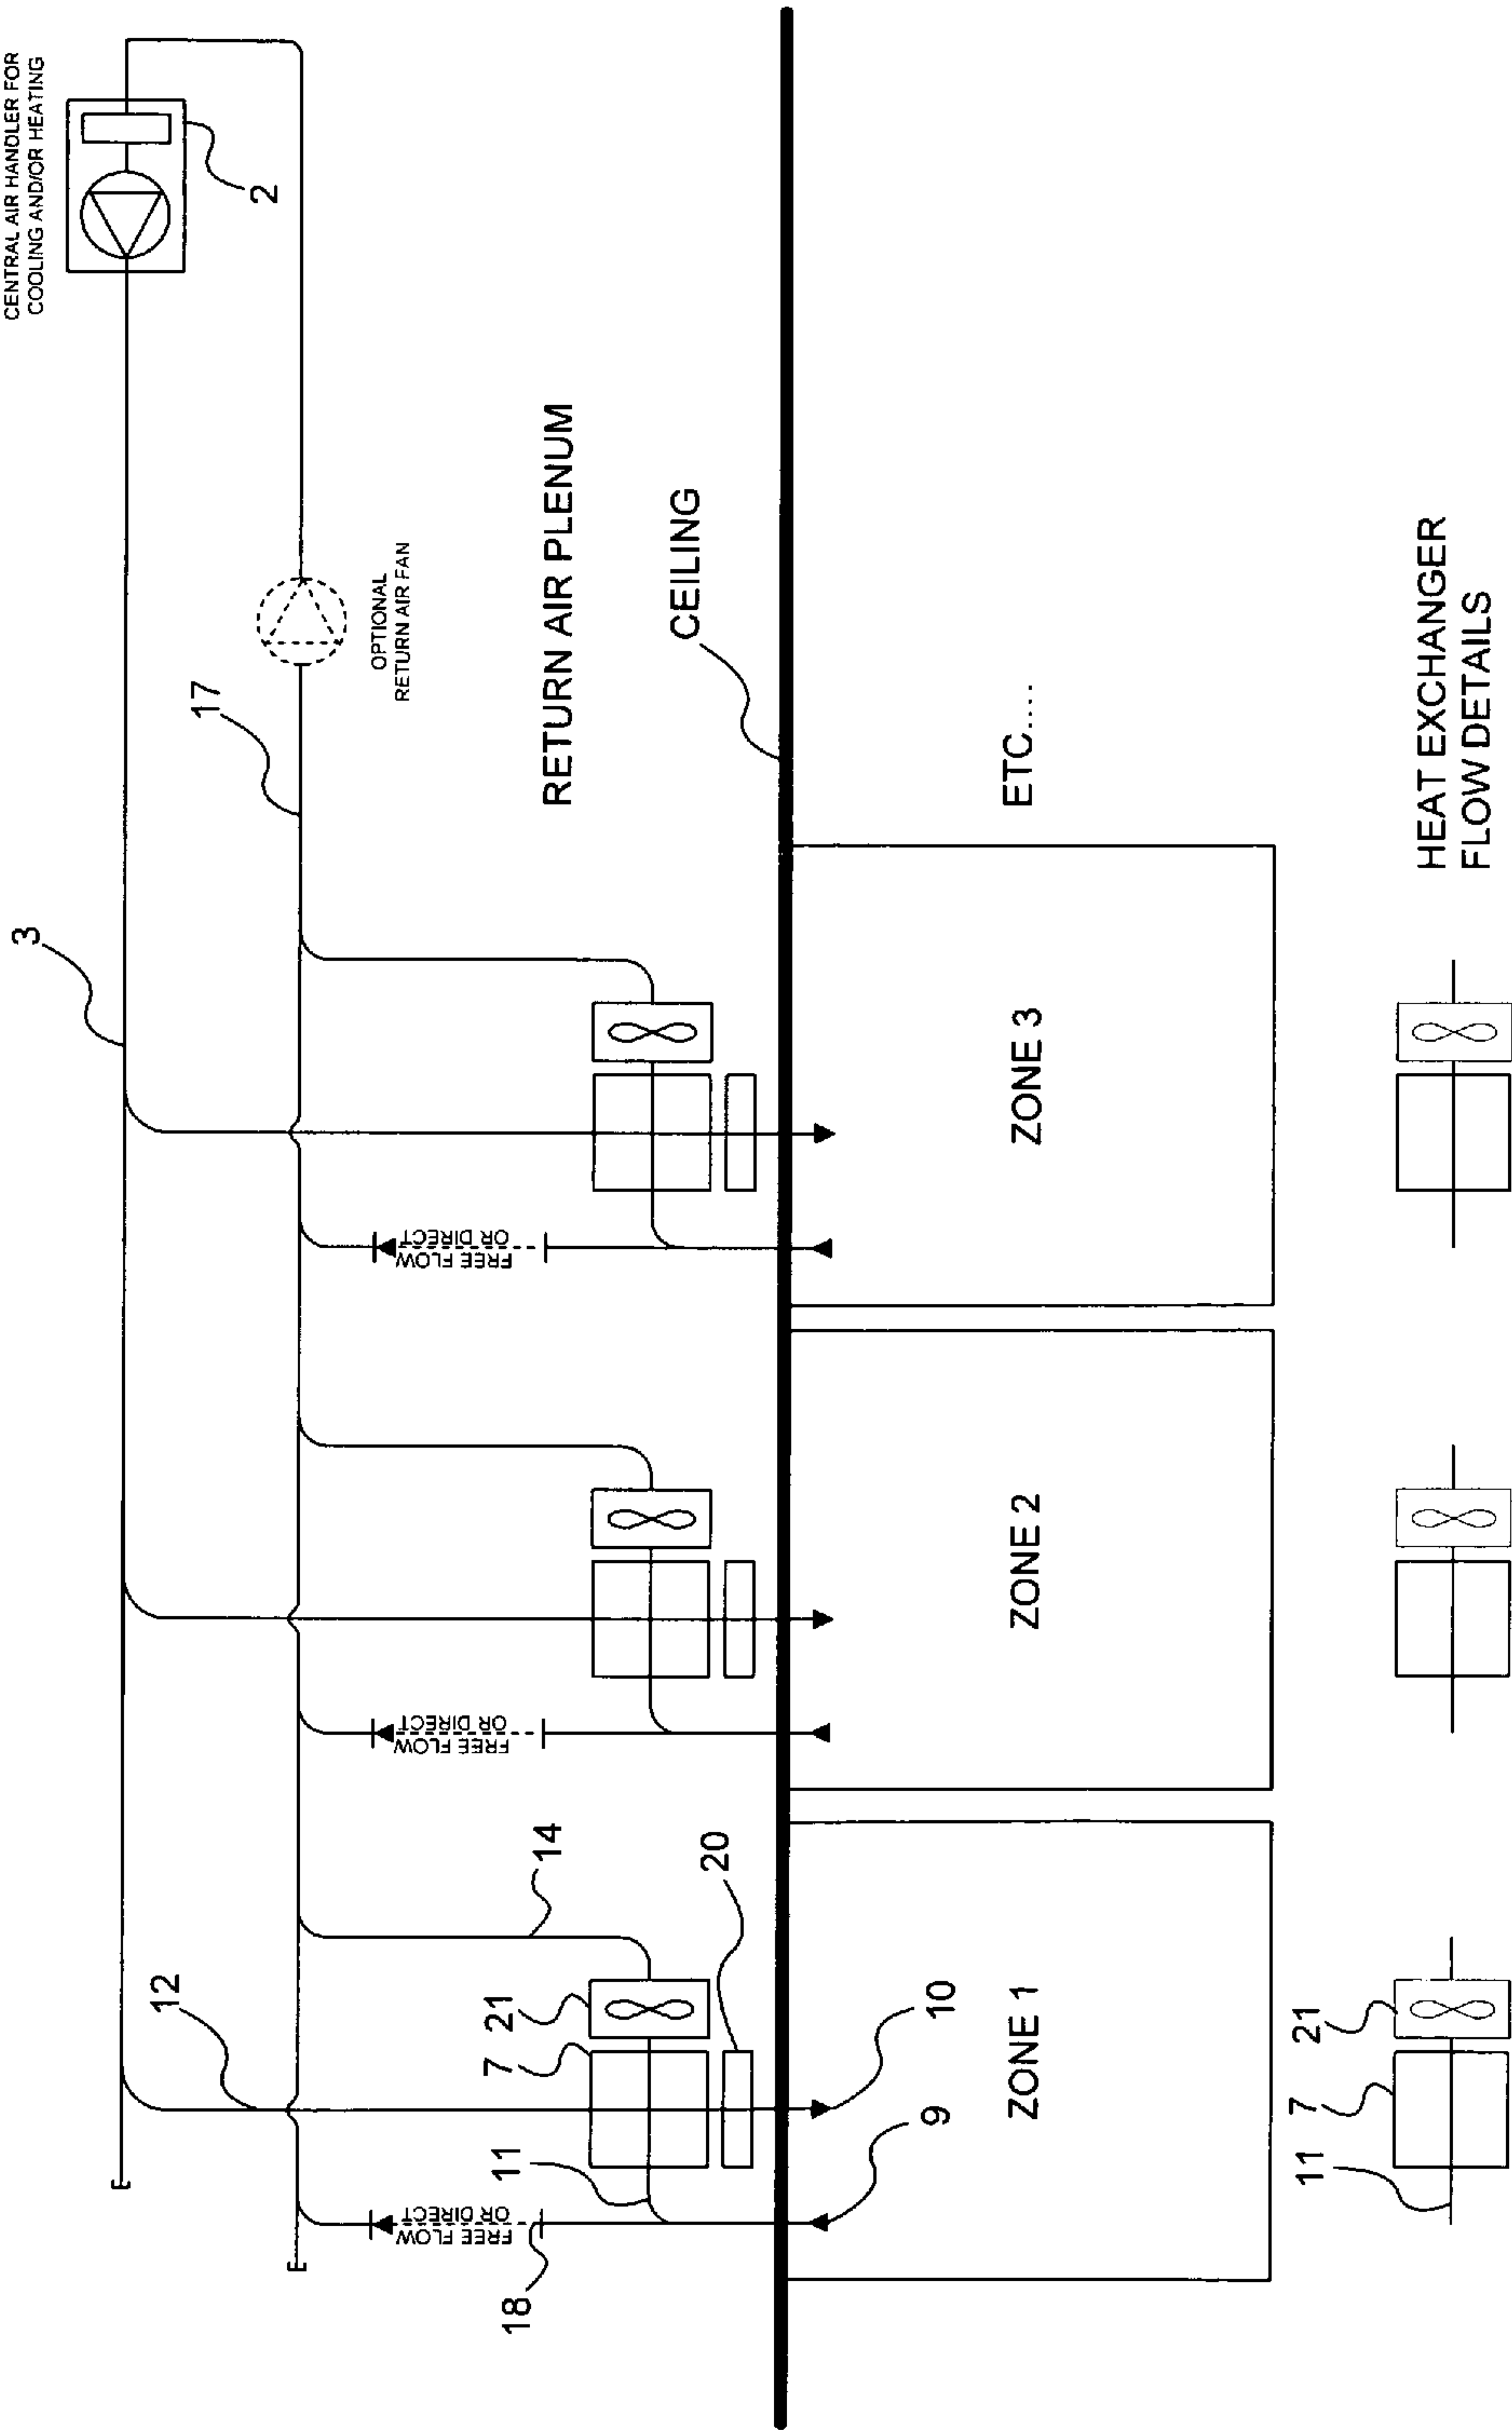 CENTRAL AIR HANDLER FOR
COOLING AND/OR HEATING
2
3
17
OPTIONAL
RETURN AIR FAN
RETURN AIR PLENUM
CEILING
12
14
FREE FLOW
OR DIRECT
FREE FLOW
OR DIRECT
FREE FLOW
OR DIRECT
18
11
7
21
20
9
10
ZONE 1
ZONE 2
ZONE 3
ETC....
11
7
21
HEAT EXCHANGER
FLOW DETAILS